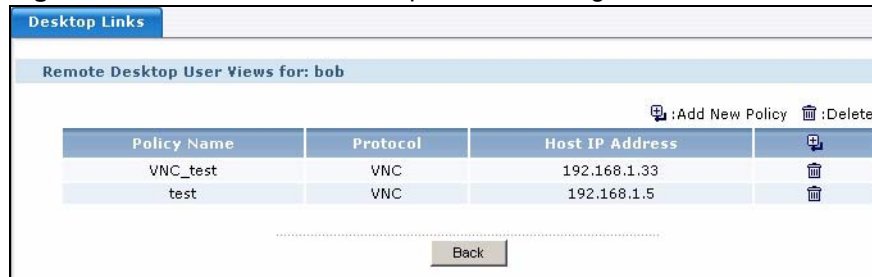 Desktop Links
Remote Desktop User Views for: bob
:Add New Policy :Delete
Policy Name Protocol Host IP Address
VNC_test VNC 192.168.1.33
test VNC 192.168.1.5
Back